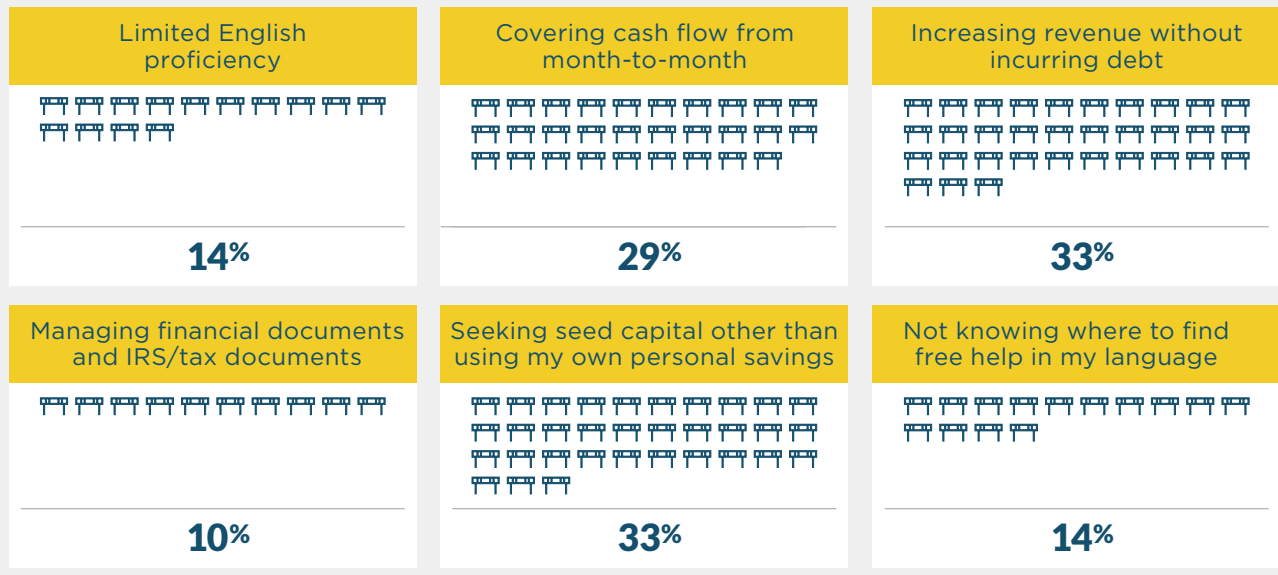 Limited English
proficiency
14%
Covering cash flow from
month-to-month
29%
Increasing revenue without
incurring debt
33%
Managing financial documents
and IRS/tax documents
10%
Seeking seed capital other than
using my own personal savings
33%
Not knowing where to find
free help in my language
14%